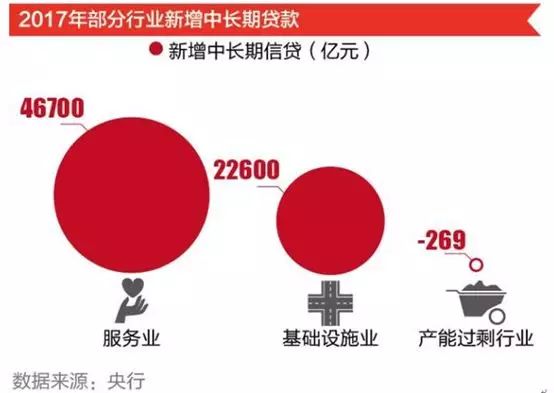 2017年部分行业新增中长期贷款
新增中长期信贷（亿元）
46700
22600
-269
服务业
基础设施业
产能过剩行业
数据来源：央行